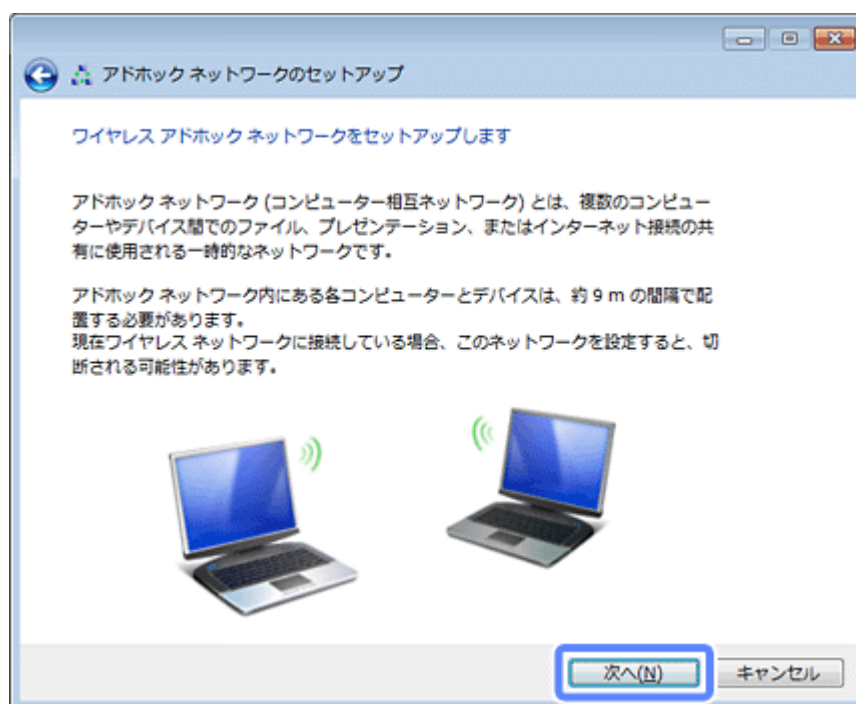 アドホック ネットワークのセットアップ
ワイヤレス アドホック ネットワークをセットアップします
アドホック ネットワーク (コンピューター相互ネットワーク) とは、複数のコンピュー
ターやデバイス間でのファイル、プレゼンテーション、またはインターネット接続の共
有に使用される一時的なネットワークです。
アドホック ネットワーク内にある各コンピューターとデバイスは、約 9 m の間隔で配
置する必要があります。
現在ワイヤレス ネットワークに接続している場合、このネットワークを設定すると、切
断される可能性があります。
次へ(N)
キャンセル